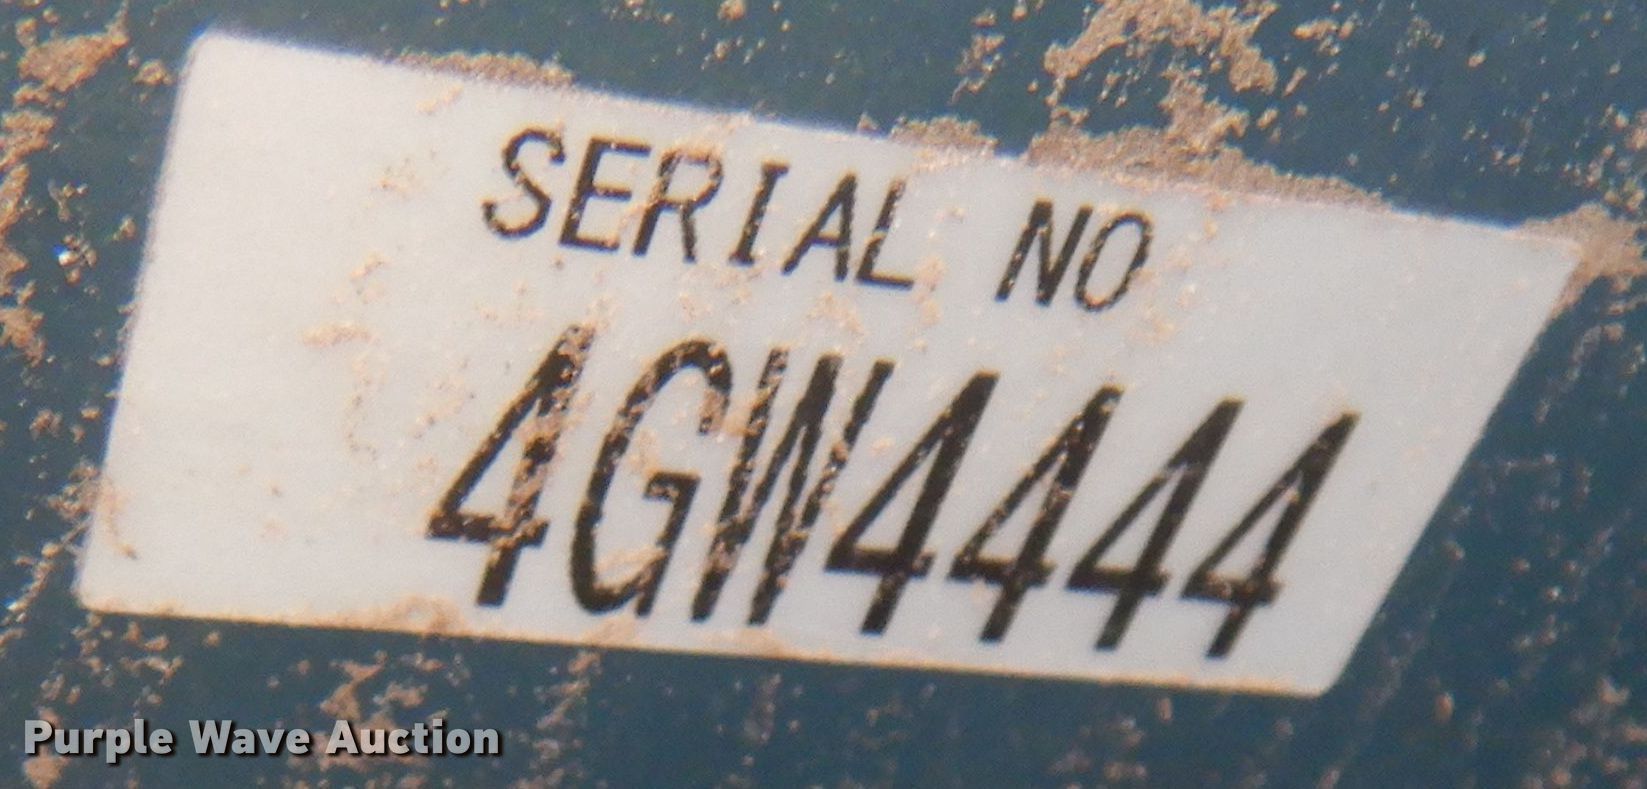 SERIAL NO
4GW4444
Purple Wave Auction